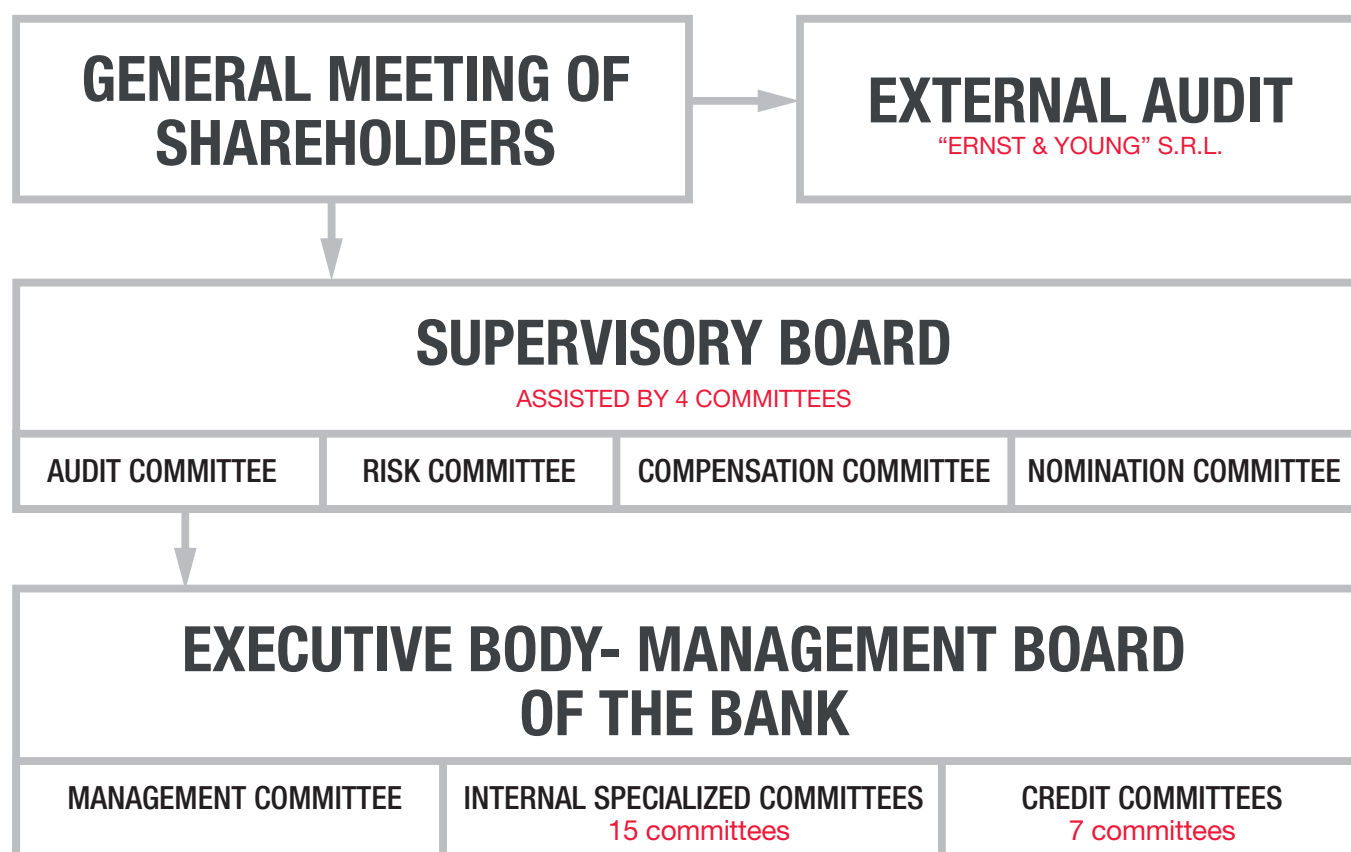 GENERAL MEETING OF
SHAREHOLDERS
EXTERNAL AUDIT
“ERNST & YOUNG” S.R.L.
SUPERVISORY BOARD
ASSISTED BY 4 COMMITTEES
AUDIT COMMITTEE
RISK COMMITTEE
COMPENSATION COMMITTEE
NOMINATION COMMITTEE
EXECUTIVE BODY- MANAGEMENT BOARD
OF THE BANK
MANAGEMENT COMMITTEE
INTERNAL SPECIALIZED COMMITTEES
15 committees
CREDIT COMMITTEES
7 committees